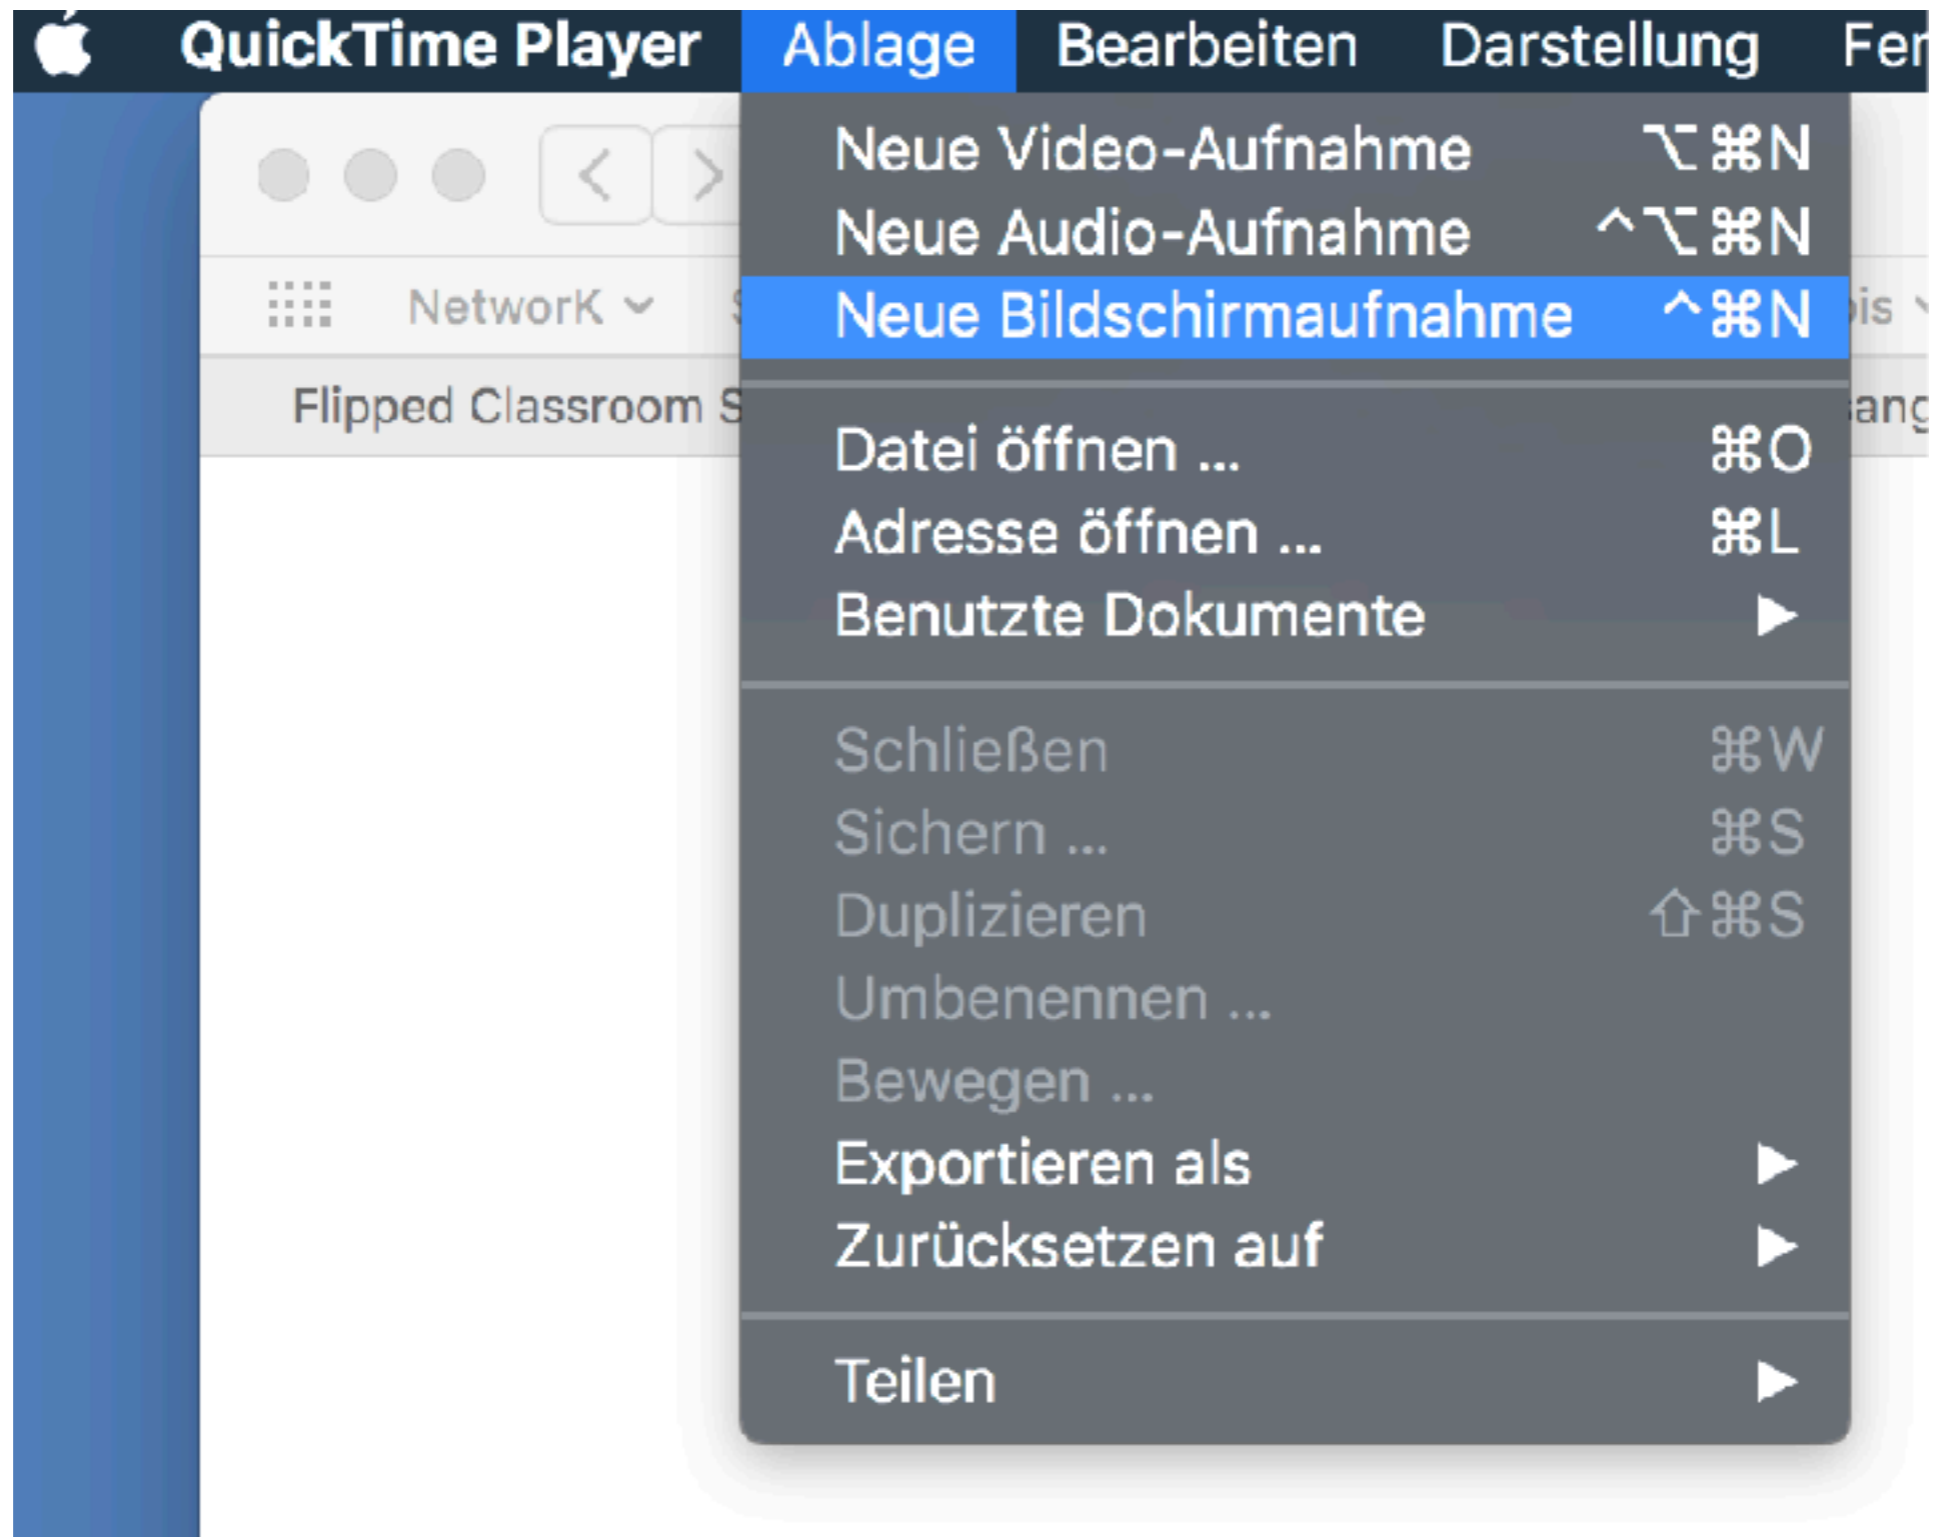 QuickTime Player Ablage Bearbeiten Darstellung
Neue Video-Aufnahme ⌥⌘N
Neue Audio-Aufnahme ^⌥⌘N
NetworK
Neue Bildschirmaufnahme ^⌘N
Flipped Classroom
Datei öffnen ... ⌘O
Adresse öffnen ... ⌘L
Benutzte Dokumente ▶
Schließen ⌘W
Sichern ... ⌘S
Duplizieren ⇧⌘S
Umbenennen ...
Bewegen ...
Exportieren als ▶
Zurücksetzen auf ▶
Teilen ▶